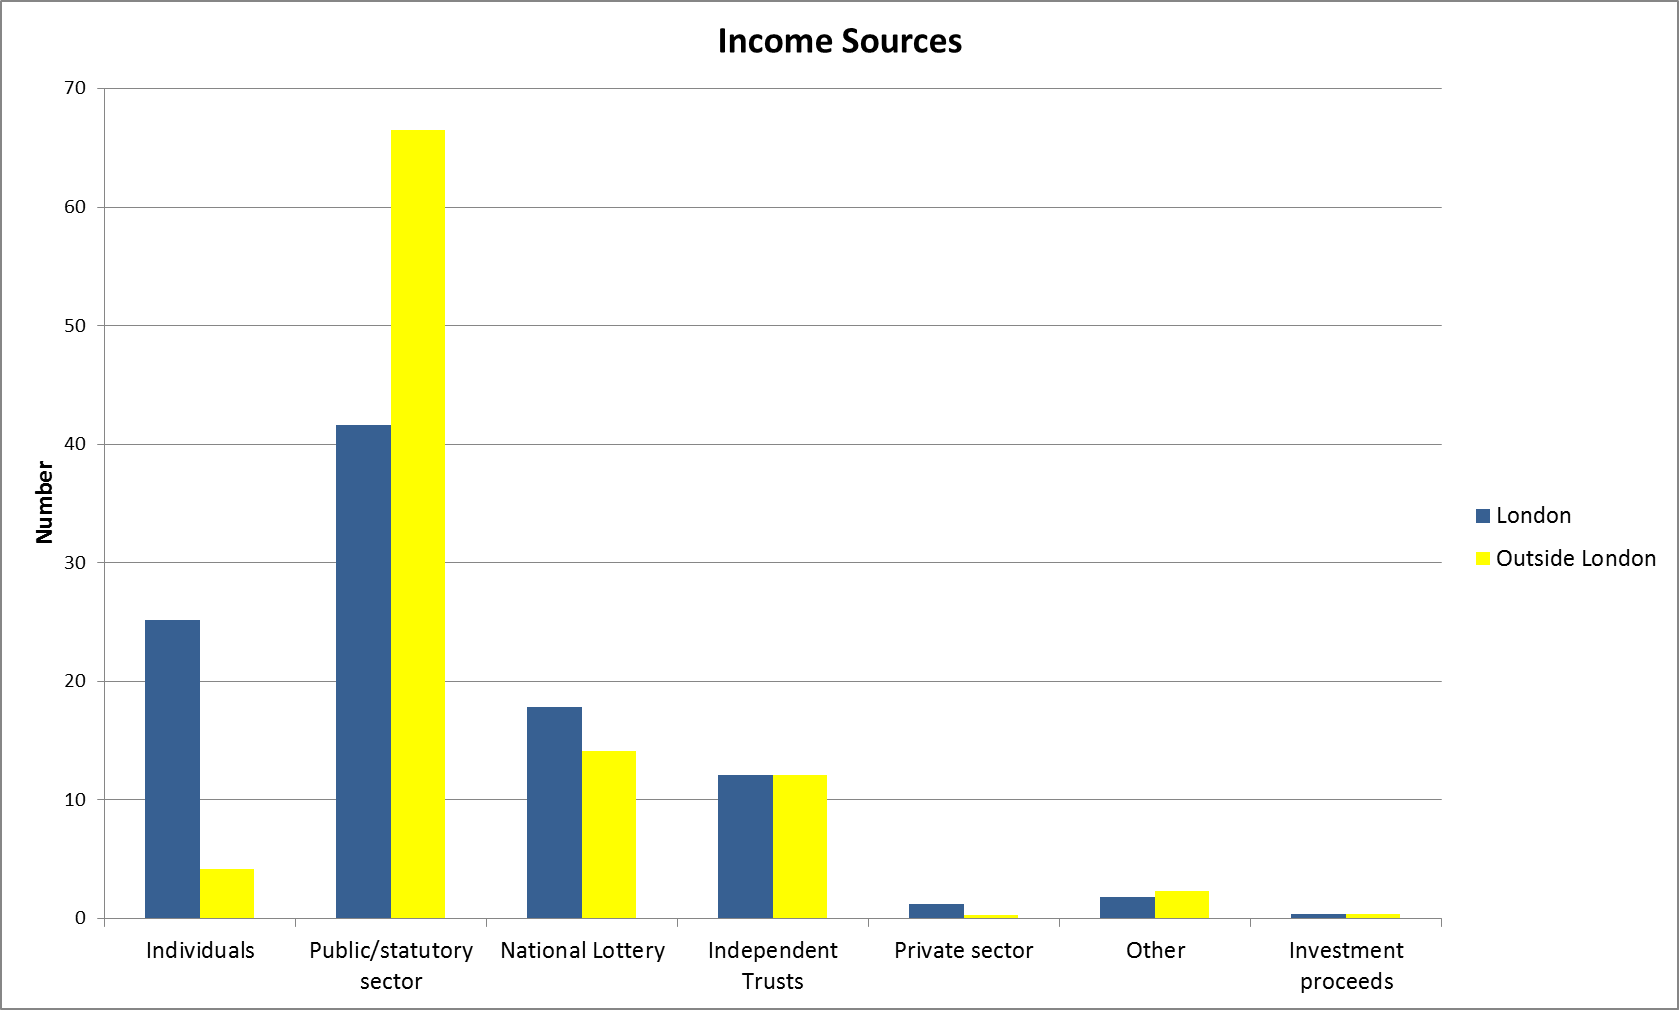 Income Sources
70
60
50
40
30
20
10
0
Number
Individuals
Public/statutory
sector
National Lottery
Independent
Trusts
Private sector
Other
Investment
proceeds
London
Outside London